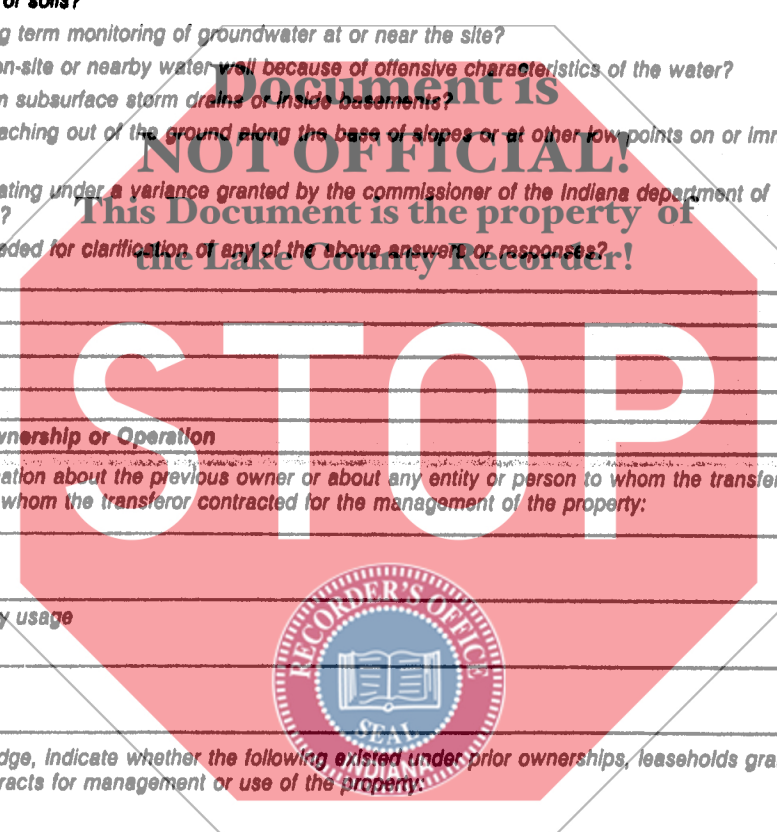 of soils?
g term monitoring of groundwater at or near the site?
on-site or nearby water well because of offensive characteristics of the water?
Document is
n subsurface storm drains or inside basements?
aching out of the ground along the base of slopes or at other low points on or imm
NOT OFFICIAL!
ating under a variance granted by the commissioner of the Indiana department of
?
This Document is the property of
eded for clarification of any of the above answers or responses?
the Lake County Recorder!
STOP
wnership or Operation
ation about the previous owner or about any entity or person to whom the transfer
whom the transferor contracted for the management of the property:
y usage
RECORDER'S OFFICE
SEAL
INDIANA
dge, indicate whether the following existed under prior ownerships, leaseholds gra
racts for management or use of the property: